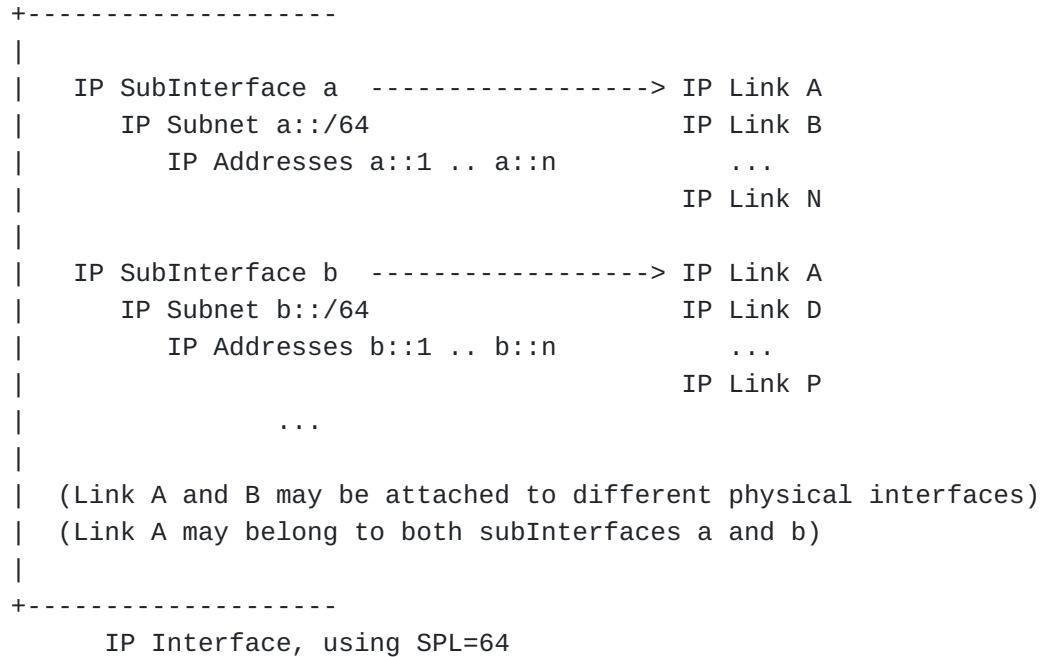 +--------------------
|
|   IP SubInterface a  ------------------> IP Link A
|      IP Subnet a::/64                    IP Link B
|         IP Addresses a::1 .. a::n           ...
|                                          IP Link N
|
|   IP SubInterface b  ------------------> IP Link A
|      IP Subnet b::/64                    IP Link D
|         IP Addresses b::1 .. b::n           ...
|                                          IP Link P
|                ...
|
|  (Link A and B may be attached to different physical interfaces)
|  (Link A may belong to both subInterfaces a and b)
|
+--------------------
      IP Interface, using SPL=64